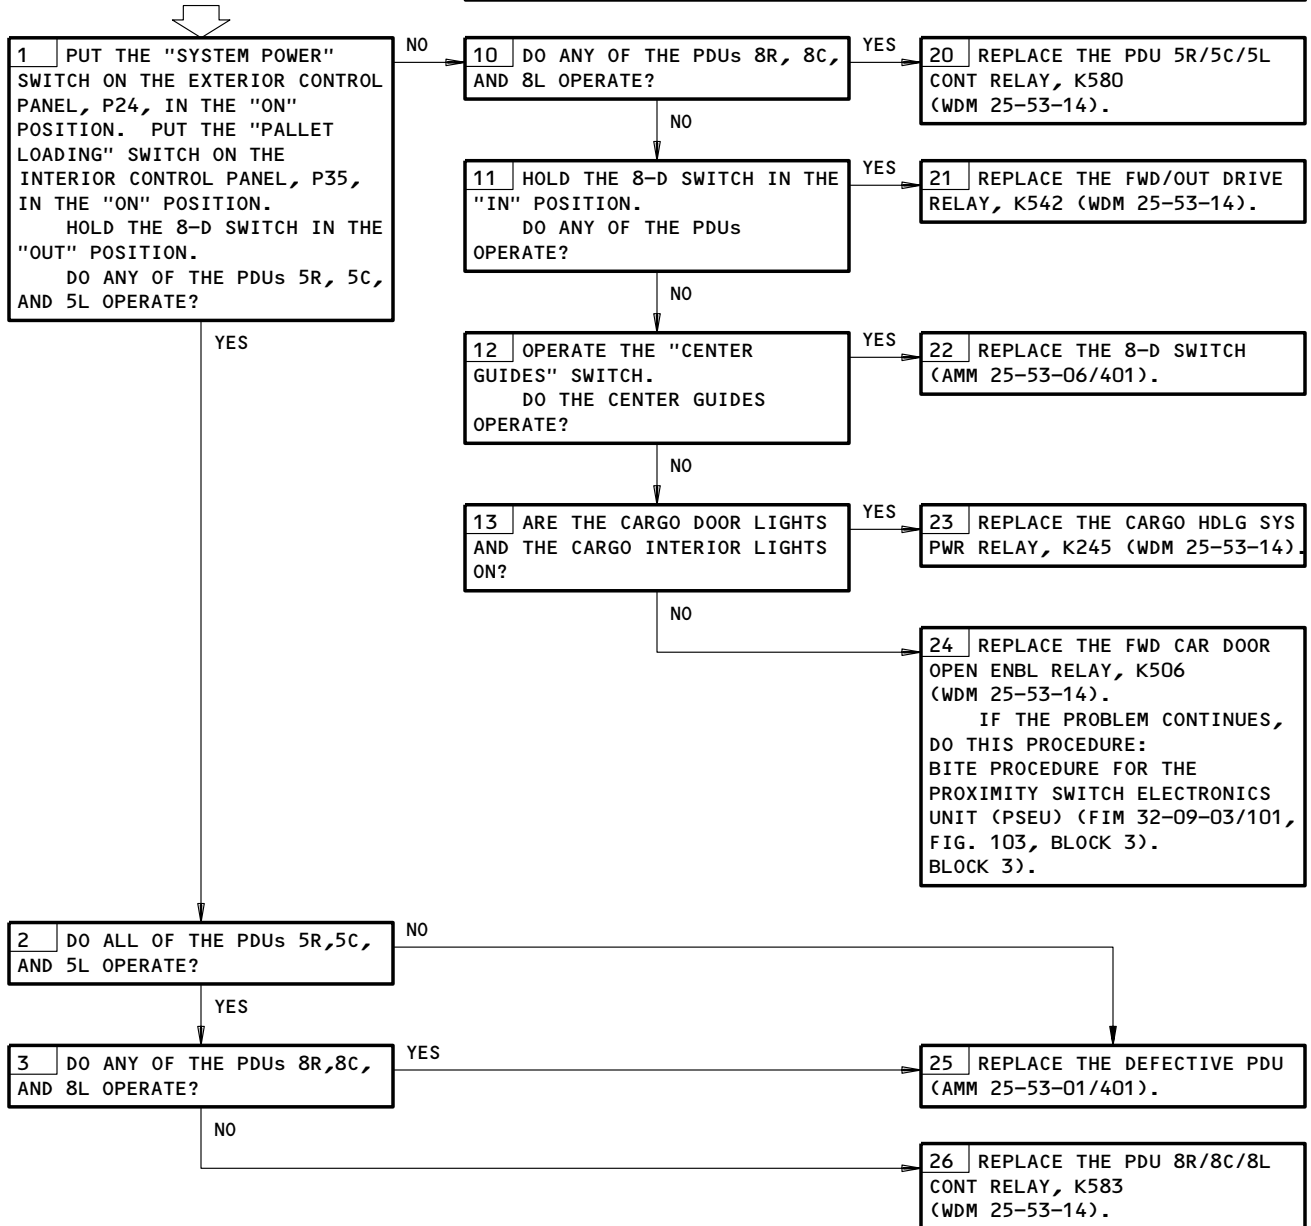 1 PUT THE "SYSTEM POWER"
SWITCH ON THE EXTERIOR CONTROL
PANEL, P24, IN THE "ON"
POSITION. PUT THE "PALLET
LOADING" SWITCH ON THE
INTERIOR CONTROL PANEL, P35,
IN THE "ON" POSITION.
HOLD THE 8-D SWITCH IN THE
"OUT" POSITION.
DO ANY OF THE PDUs 5R, 5C,
AND 5L OPERATE?
NO
YES
10 DO ANY OF THE PDUs 8R, 8C,
AND 8L OPERATE?
YES
NO
20 REPLACE THE PDU 5R/5C/5L
CONT RELAY, K580
(WDM 25-53-14).
11 HOLD THE 8-D SWITCH IN THE
"IN" POSITION.
DO ANY OF THE PDUs
OPERATE?
YES
NO
21 REPLACE THE FWD/OUT DRIVE
RELAY, K542 (WDM 25-53-14).
12 OPERATE THE "CENTER
GUIDES" SWITCH.
DO THE CENTER GUIDES
OPERATE?
YES
NO
22 REPLACE THE 8-D SWITCH
(AMM 25-53-06/401).
13 ARE THE CARGO DOOR LIGHTS
AND THE CARGO INTERIOR LIGHTS
ON?
YES
NO
23 REPLACE THE CARGO HDLG SYS
PWR RELAY, K245 (WDM 25-53-14).
24 REPLACE THE FWD CAR DOOR
OPEN ENBL RELAY, K506
(WDM 25-53-14).
IF THE PROBLEM CONTINUES,
DO THIS PROCEDURE:
BITE PROCEDURE FOR THE
PROXIMITY SWITCH ELECTRONICS
UNIT (PSEU) (FIM 32-09-03/101,
FIG. 103, BLOCK 3).
BLOCK 3).
2 DO ALL OF THE PDUs 5R,5C,
AND 5L OPERATE?
NO
YES
3 DO ANY OF THE PDUs 8R,8C,
AND 8L OPERATE?
YES
NO
25 REPLACE THE DEFECTIVE PDU
(AMM 25-53-01/401).
26 REPLACE THE PDU 8R/8C/8L
CONT RELAY, K583
(WDM 25-53-14).